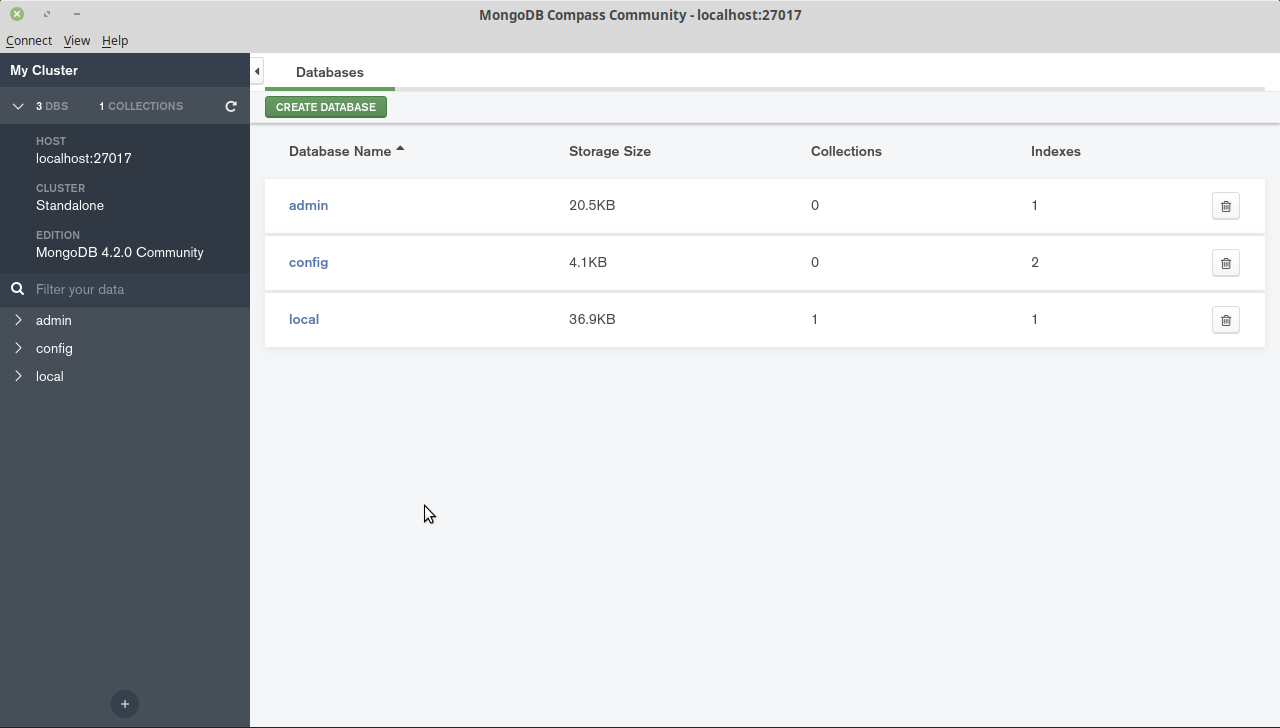 MongoDB Compass Community - localhost:27017
Connect View Help
My Cluster
3 DBS 1 COLLECTIONS
HOST
localhost:27017
CLUSTER
Standalone
EDITION
MongoDB 4.2.0 Community
Filter your data
admin
config
local
+
Databases
CREATE DATABASE
Database Name Storage Size Collections Indexes
admin 20.5KB 0 1
config 4.1KB 0 2
local 36.9KB 1 1